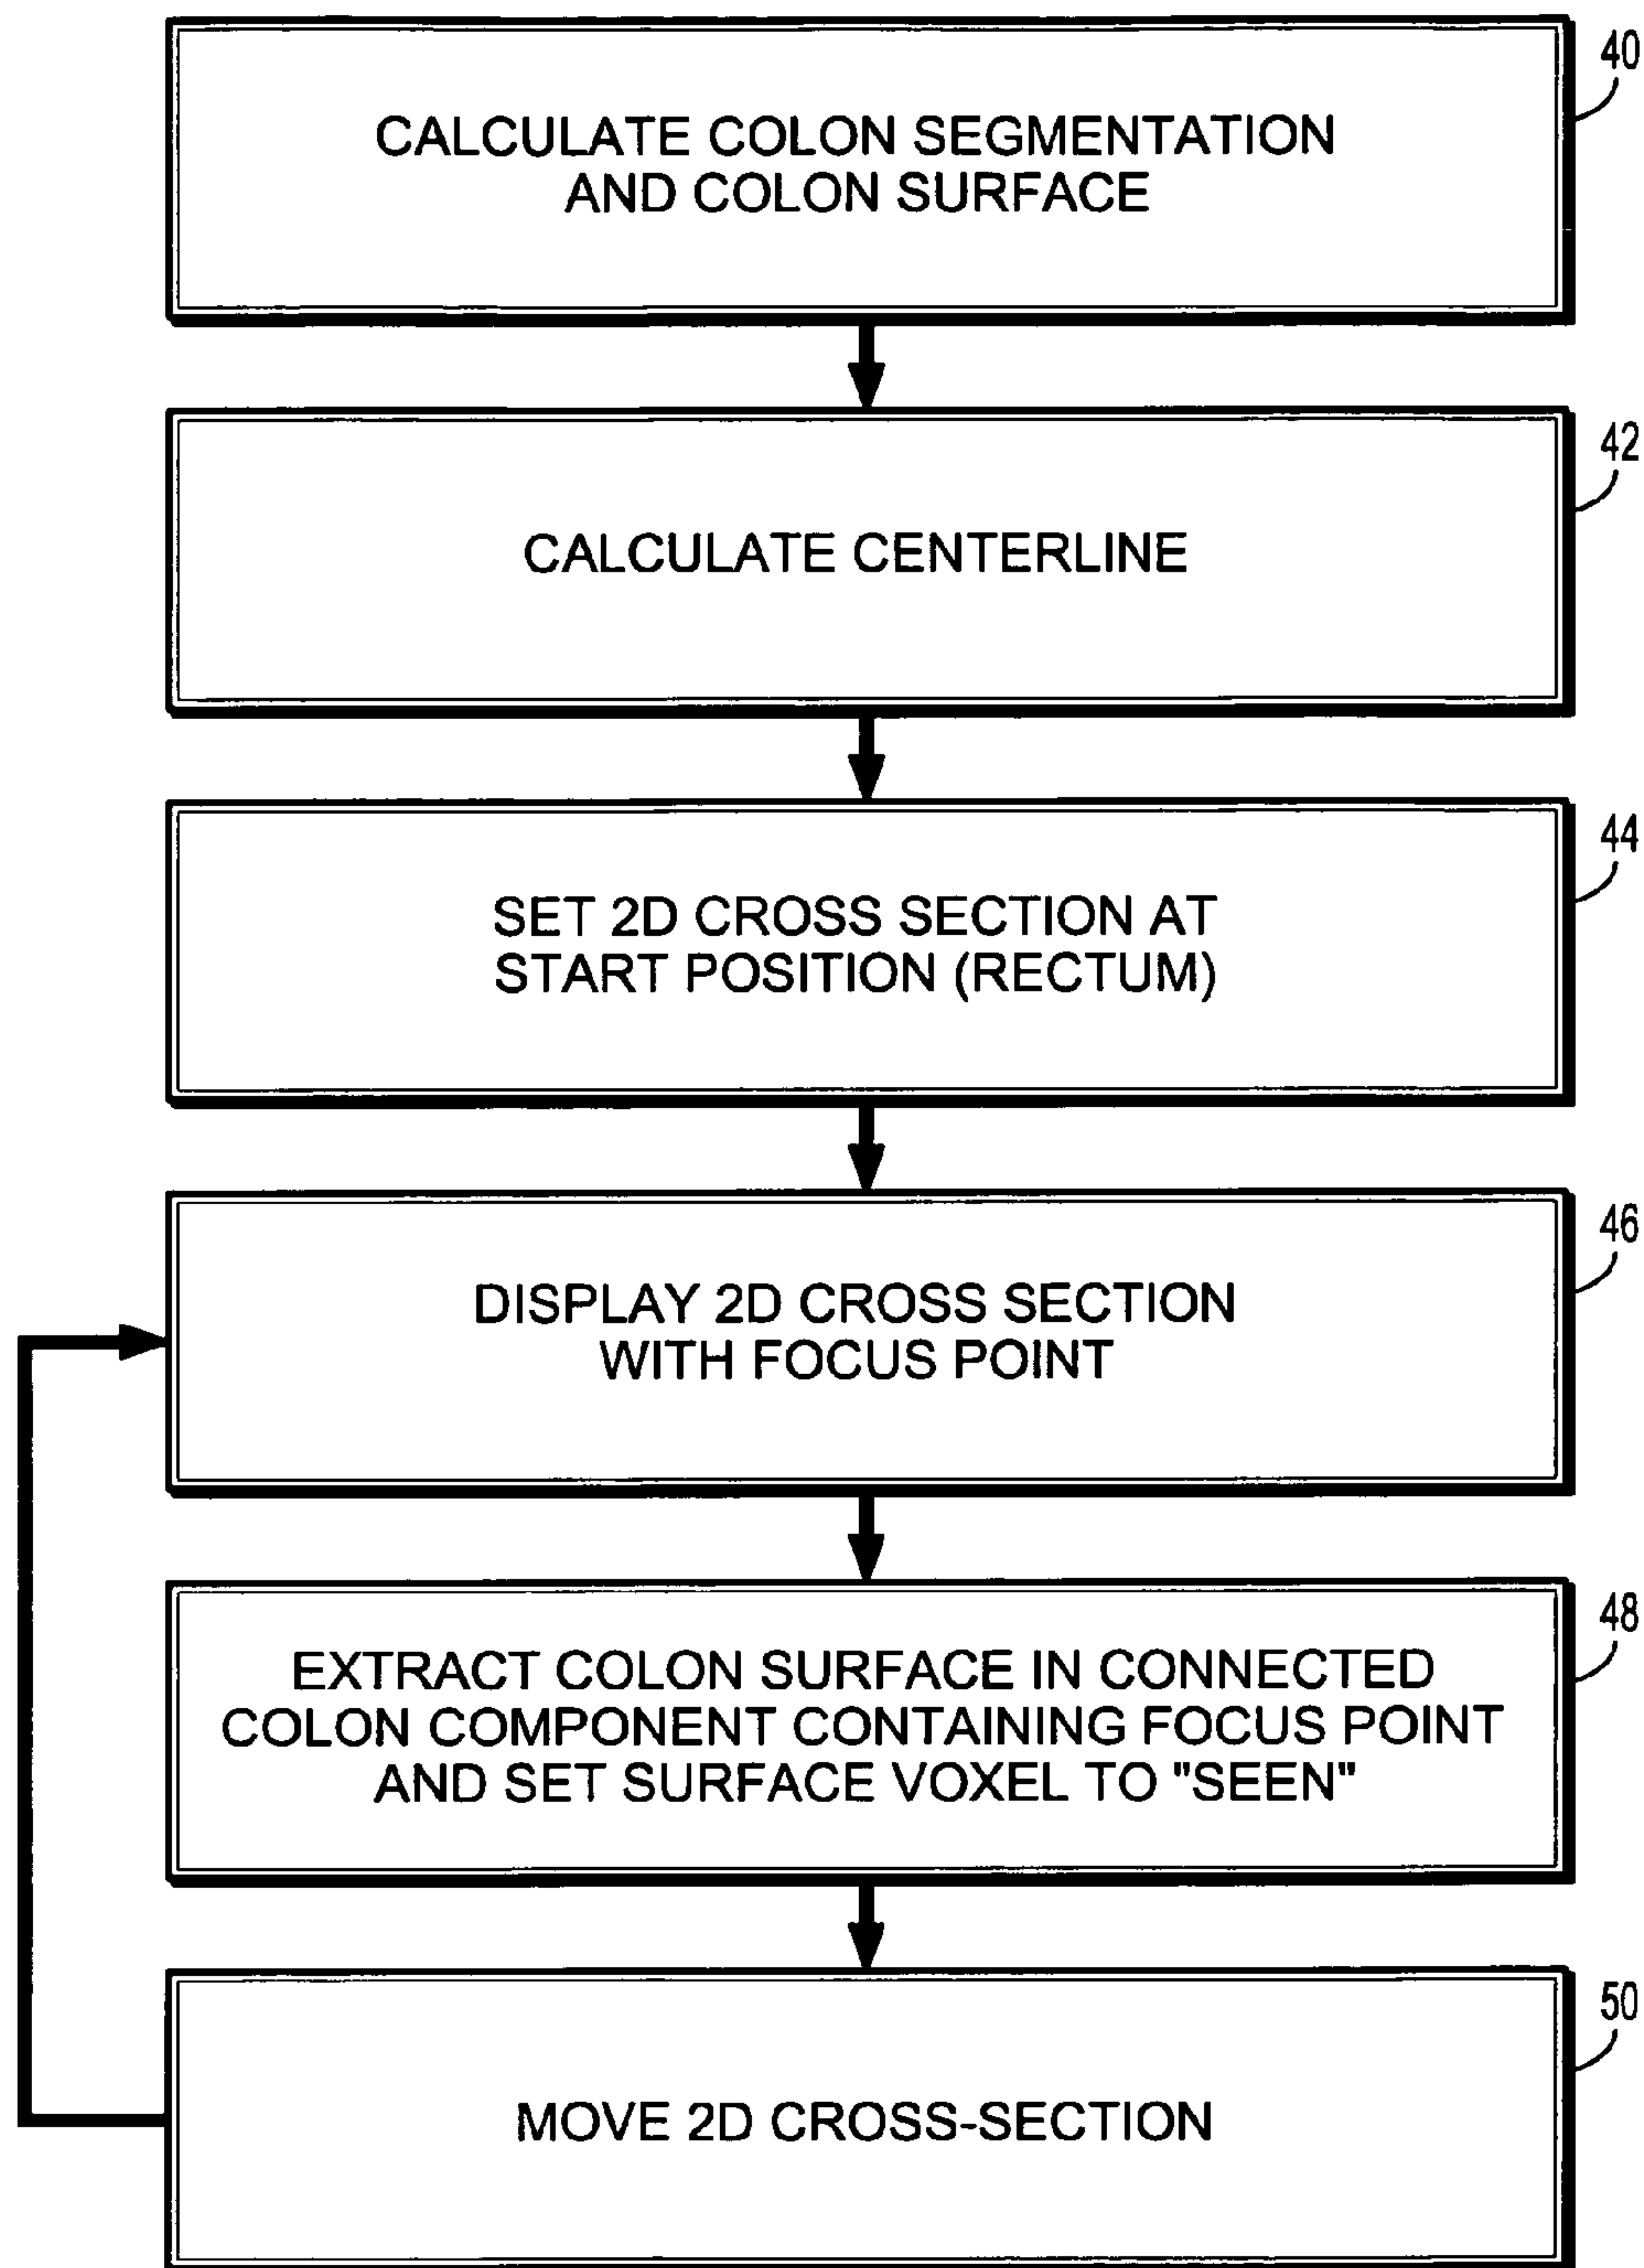 40
CALCULATE COLON SEGMENTATION
AND COLON SURFACE
42
CALCULATE CENTERLINE
44
SET 2D CROSS SECTION AT
START POSITION (RECTUM)
46
DISPLAY 2D CROSS SECTION
WITH FOCUS POINT
48
EXTRACT COLON SURFACE IN CONNECTED
COLON COMPONENT CONTAINING FOCUS POINT
AND SET SURFACE VOXEL TO "SEEN"
50
MOVE 2D CROSS-SECTION